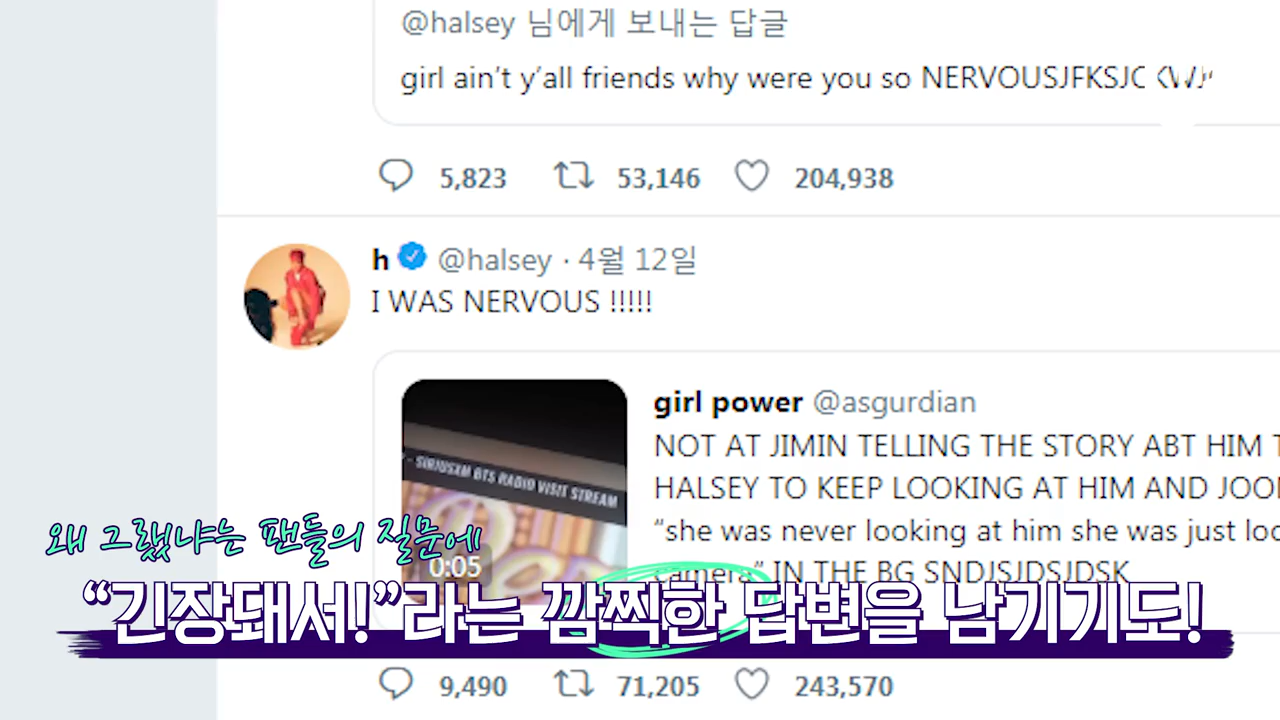 @halsey 님에게 보내는 답글
girl ain't y'all friends why were you so NERVOUSJFKSJC
5,823 53,146 204,938
h @halsey · 4월 12일
I WAS NERVOUS !!!!!
girl power @asgurdian
NOT AT JIMIN TELLING THE STORY ABT HIM
HALSEY TO KEEP LOOKING AT HIM AND
"she was never looking at him she was just
camera" IN THE BG SNDJSJDSJDSK
- SIRIUSXM BTS RADIO VISIT STREAM
0:05
왜 그랬냐는 팬들의 질문에
“긴장돼서!”라는 깜찍한 답변을 남기기도!
9,490 71,205 243,570